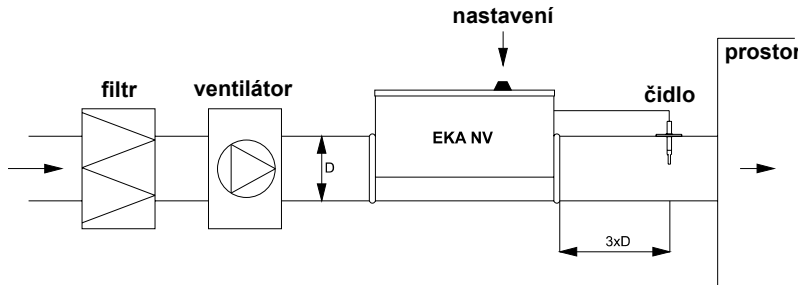 nastavení
prostor
filtr
ventilátor
čidlo
EKA NV
D
3xD